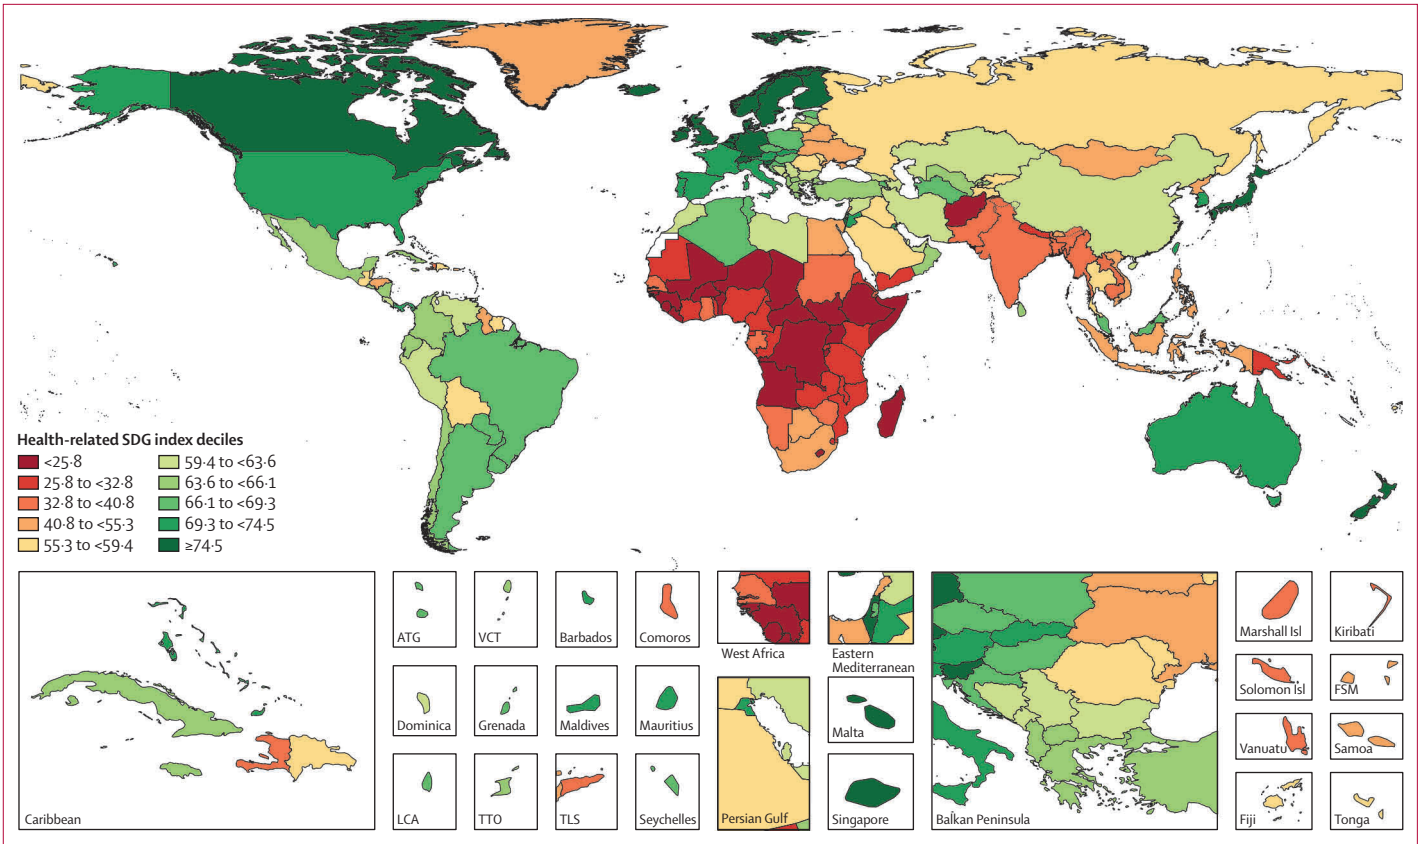 Health-related SDG index deciles
<25·8
25·8 to <32·8
32·8 to <40·8
40·8 to <55·3
55·3 to <59·4
59·4 to <63·6
63·6 to <66·1
66·1 to <69·3
69·3 to <74·5
≥74·5
Caribbean
ATG
VCT
Barbados
Comoros
Dominica
Grenada
Maldives
Mauritius
LCA
TTO
TLS
Seychelles
West Africa
Eastern
Mediterranean
Persian Gulf
Malta
Singapore
Balkan Peninsula
Marshall Isl
Kiribati
Solomon Isl
FSM
Vanuatu
Samoa
Fiji
Tonga